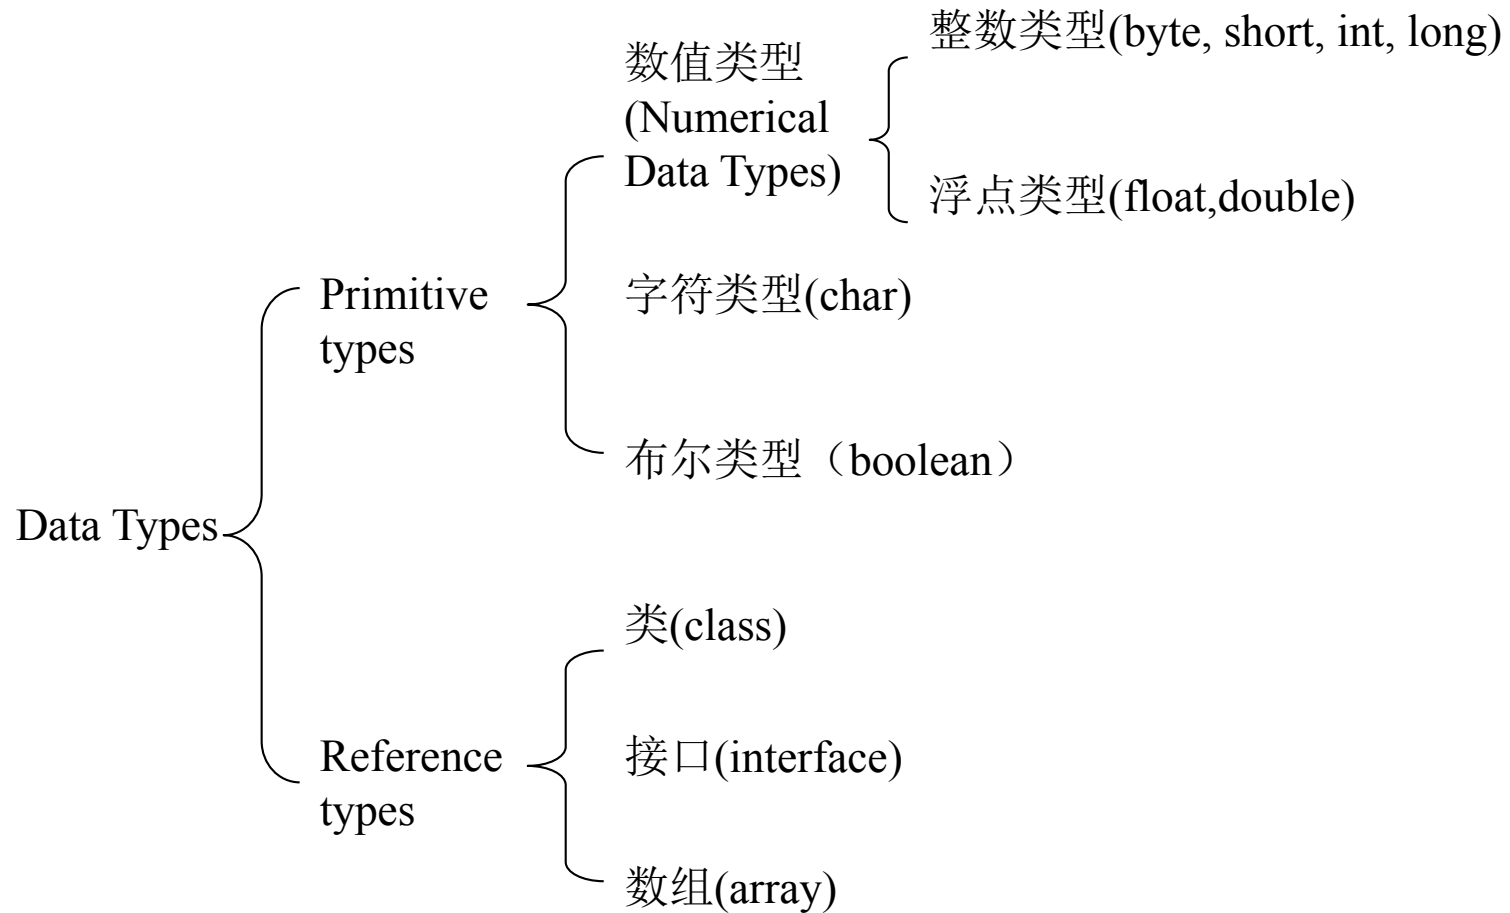 整数类型(byte, short, int, long)
数值类型
(Numerical
Data Types)
浮点类型(float,double)
Primitive
types
字符类型(char)
布尔类型（boolean）
Data Types
类(class)
Reference
types
接口(interface)
数组(array)